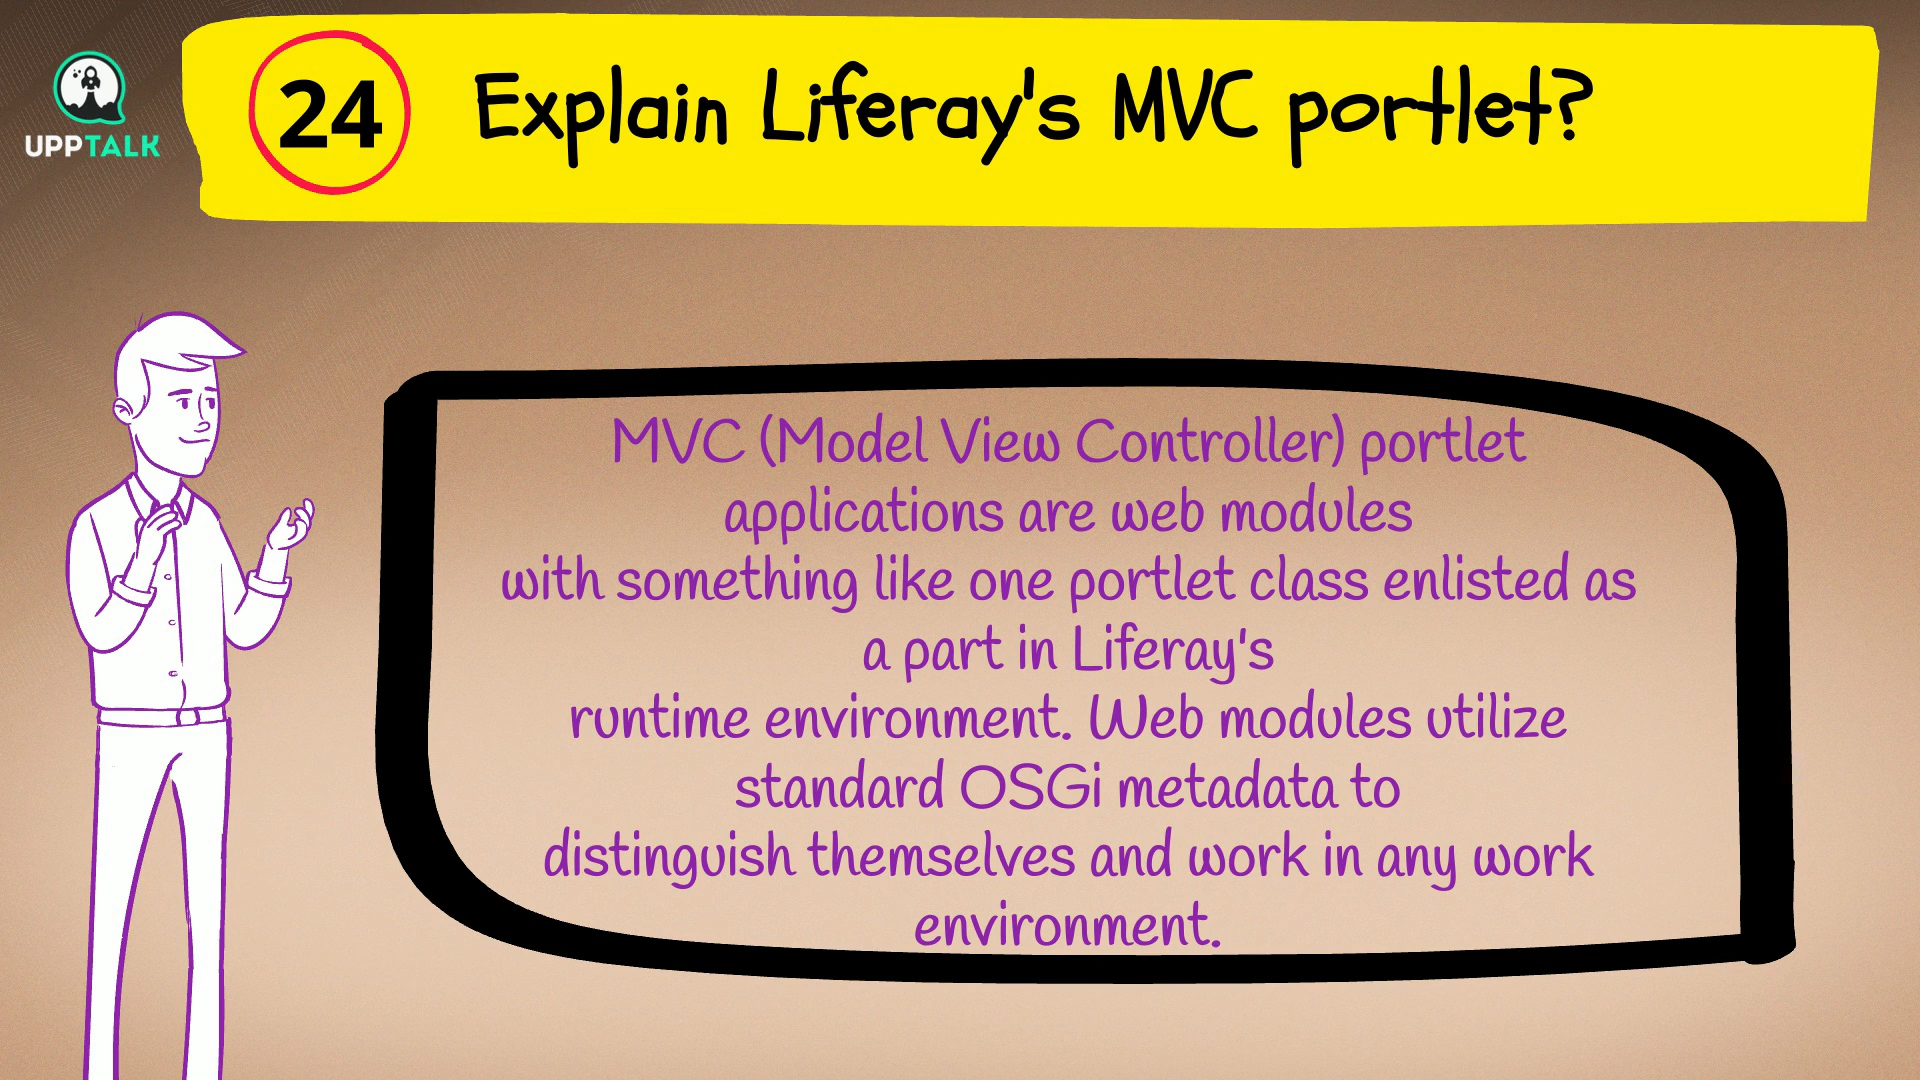 UPPTALK
24 Explain Liferay's MVC portlet?
MVC (Model View Controller) portlet
applications are web modules
with something like one portlet class enlisted as
a part in Liferay's
runtime environment. Web modules utilize
standard OSGi metadata to
distinguish themselves and work in any work
environment.